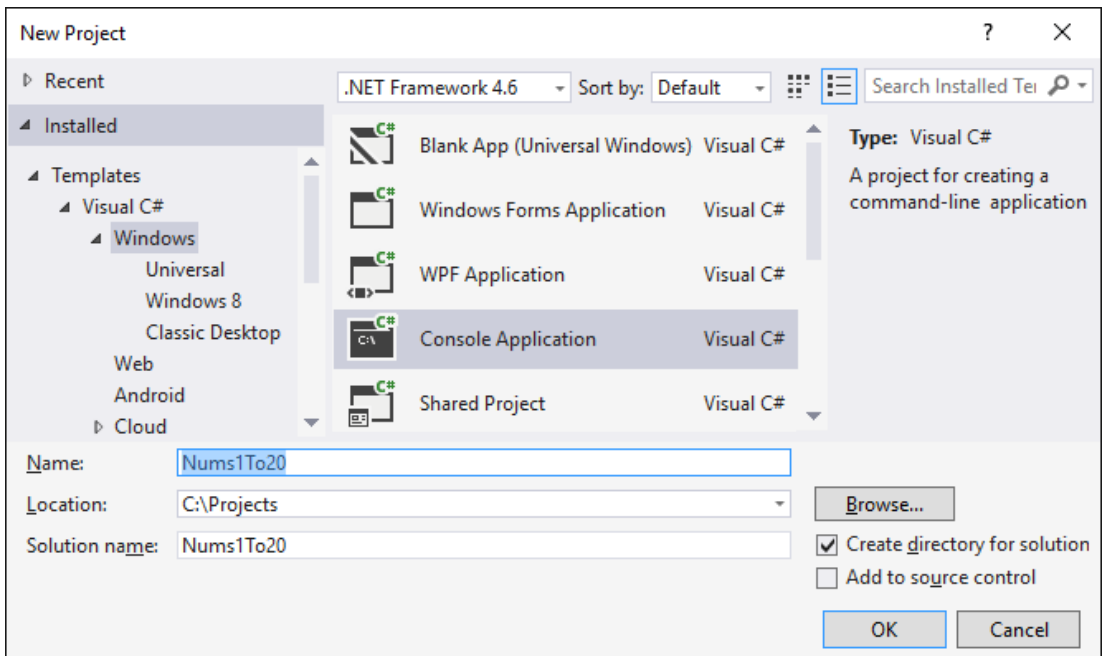 New Project ?
Recent
Installed
Templates
Visual C#
Windows
Universal
Windows 8
Classic Desktop
Web
Android
Cloud
.NET Framework 4.6 Sort by: Default Search Installed Te
C# Blank App (Universal Windows) Visual C#
C# Windows Forms Application Visual C#
C# WPF Application Visual C#
C# C:\ Console Application Visual C#
C# Shared Project Visual C#
Type: Visual C#
A project for creating a
command-line application
Name: Nums1To20
Location: C:\Projects Browse...
Solution name: Nums1To20 Create directory for solution
Add to source control
OK Cancel